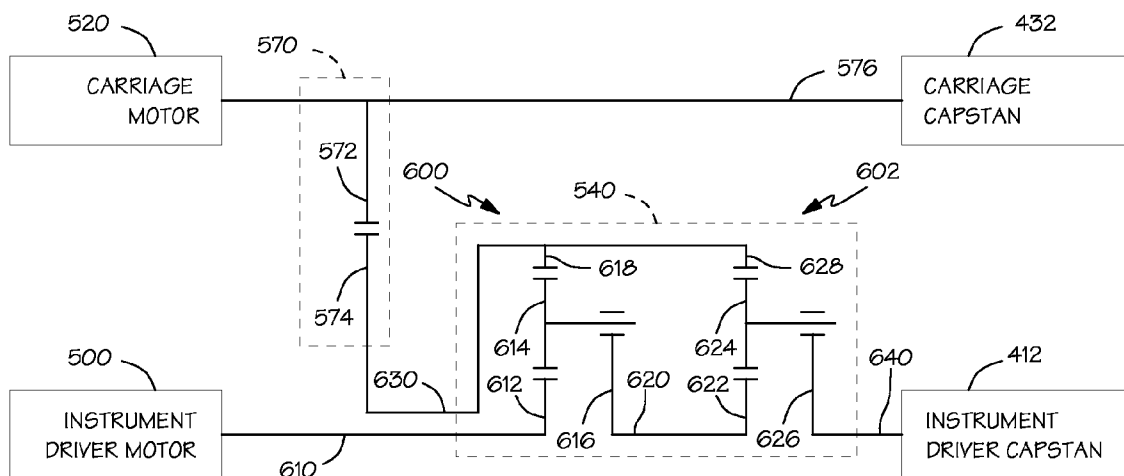 520
570
432
576
CARRIAGE
MOTOR
CARRIAGE
CAPSTAN
572
600
540
602
618
628
574
614
624
500
630
612
620
622
640
412
INSTRUMENT
DRIVER MOTOR
616
626
INSTRUMENT
DRIVER CAPSTAN
610